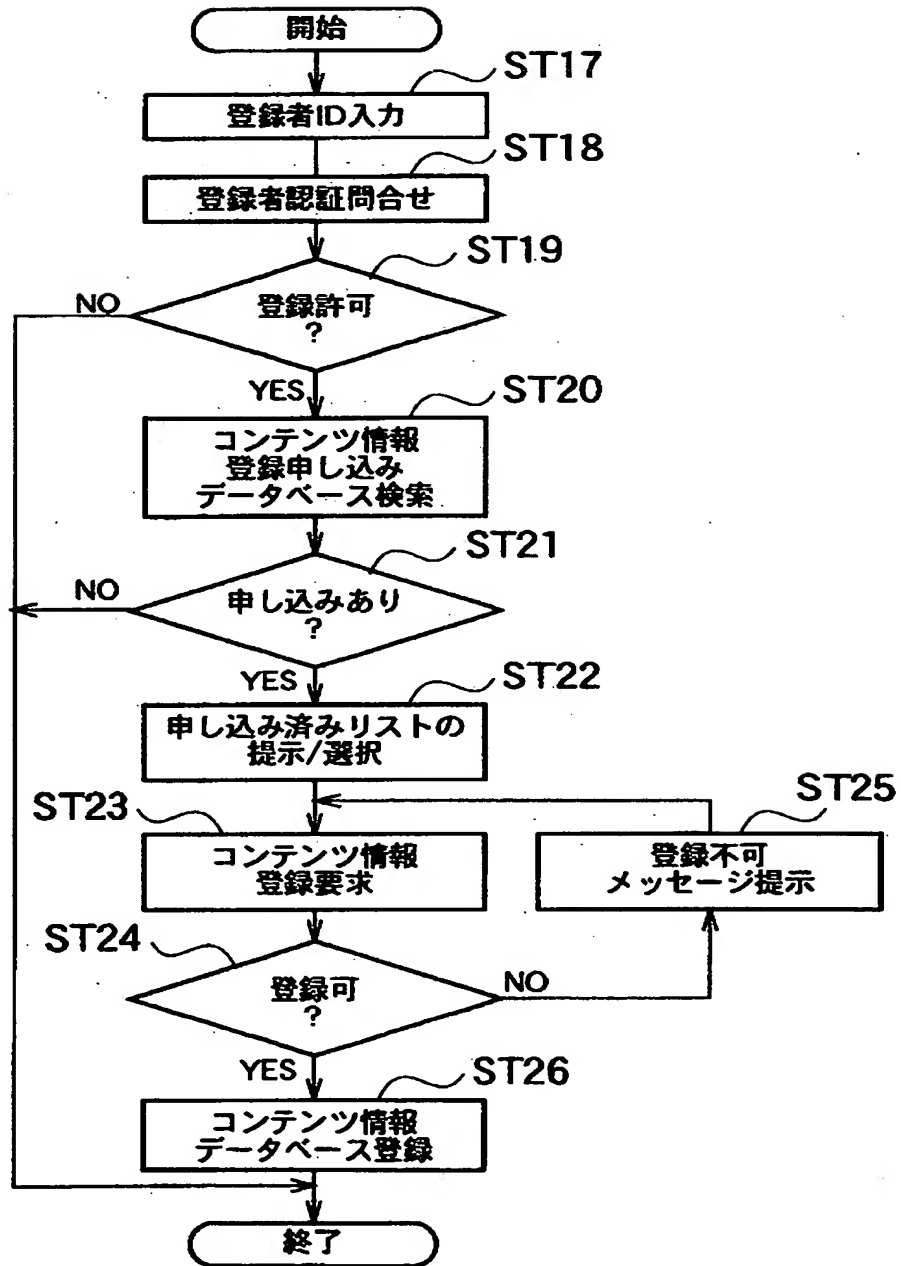 開始
ST17
登録者ID入力
ST18
登録者認証問合せ
ST19
NO
登録許可
?
YES
ST20
コンテンツ情報
登録申し込み
データベース検索
ST21
NO
申し込みあり
?
YES
ST22
申し込み済みリストの
提示/選択
ST23
コンテンツ情報
登録要求
ST25
登録不可
メッセージ提示
ST24
登録可
?
NO
YES
ST26
コンテンツ情報
データベース登録
終了